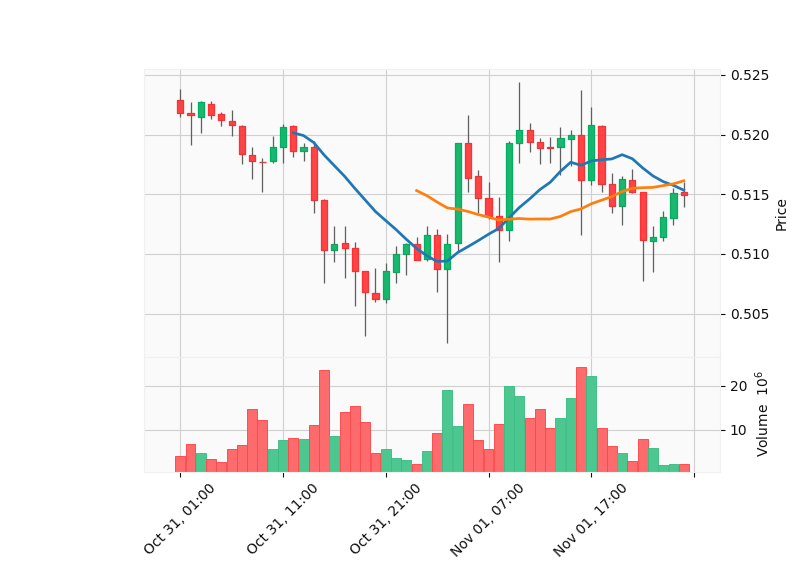 0.525
0.520
0.515
0.510
0.505
Price
20
10
Volume 10^6
Oct 31, 01:00
Oct 31, 11:00
Oct 31, 21:00
Nov 01, 07:00
Nov 01, 17:00